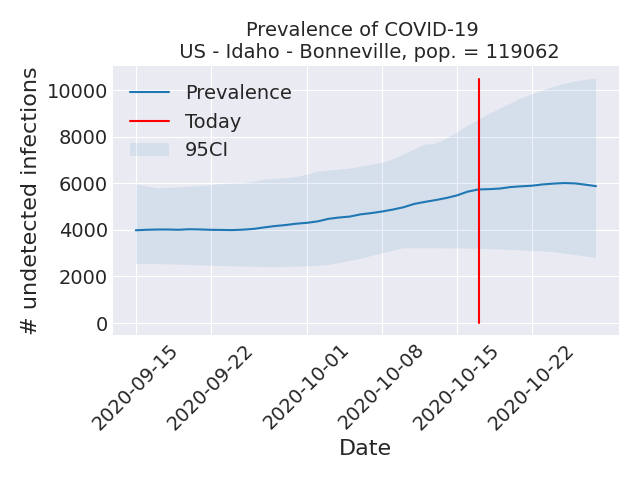 Prevalence of COVID-19
US - Idaho - Bonneville, pop. = 119062
# undetected infections
10000
8000
6000
4000
2000
0
Prevalence
Today
95CI
2020-09-15
2020-09-22
2020-10-01
2020-10-08
2020-10-15
2020-10-22
Date